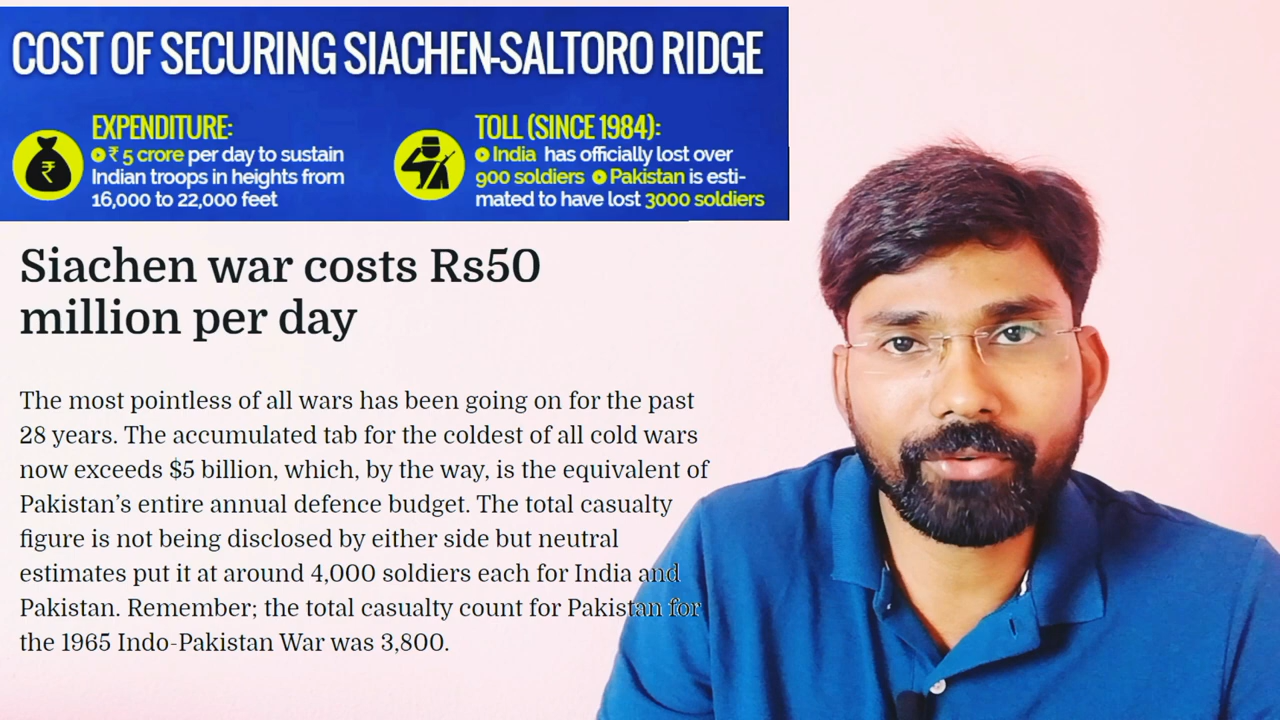 COST OF SECURING SIACHEN-SALTORO RIDGE
EXPENDITURE:
₹ 5 crore per day to sustain
Indian troops in heights from
16,000 to 22,000 feet
TOLL (SINCE 1984):
India has officially lost over
900 soldiers Pakistan is esti-
mated to have lost 3000 soldiers
Siachen war costs Rs50
million per day
The most pointless of all wars has been going on for the past
28 years. The accumulated tab for the coldest of all cold wars
now exceeds $5 billion, which, by the way, is the equivalent of
Pakistan’s entire annual defence budget. The total casualty
figure is not being disclosed by either side but neutral
estimates put it at around 4,000 soldiers each for India and
Pakistan. Remember; the total casualty count for Pakistan for
the 1965 Indo-Pakistan War was 3,800.